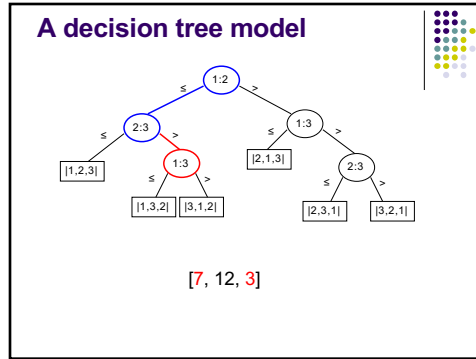 A decision tree model
1:2
≤ >
2:3 1:3
≤ > ≤ >
|1,2,3| 1:3 |2,1,3| 2:3
≤ > ≤ >
|1,3,2| |3,1,2| |2,3,1| |3,2,1|
[7, 12, 3]